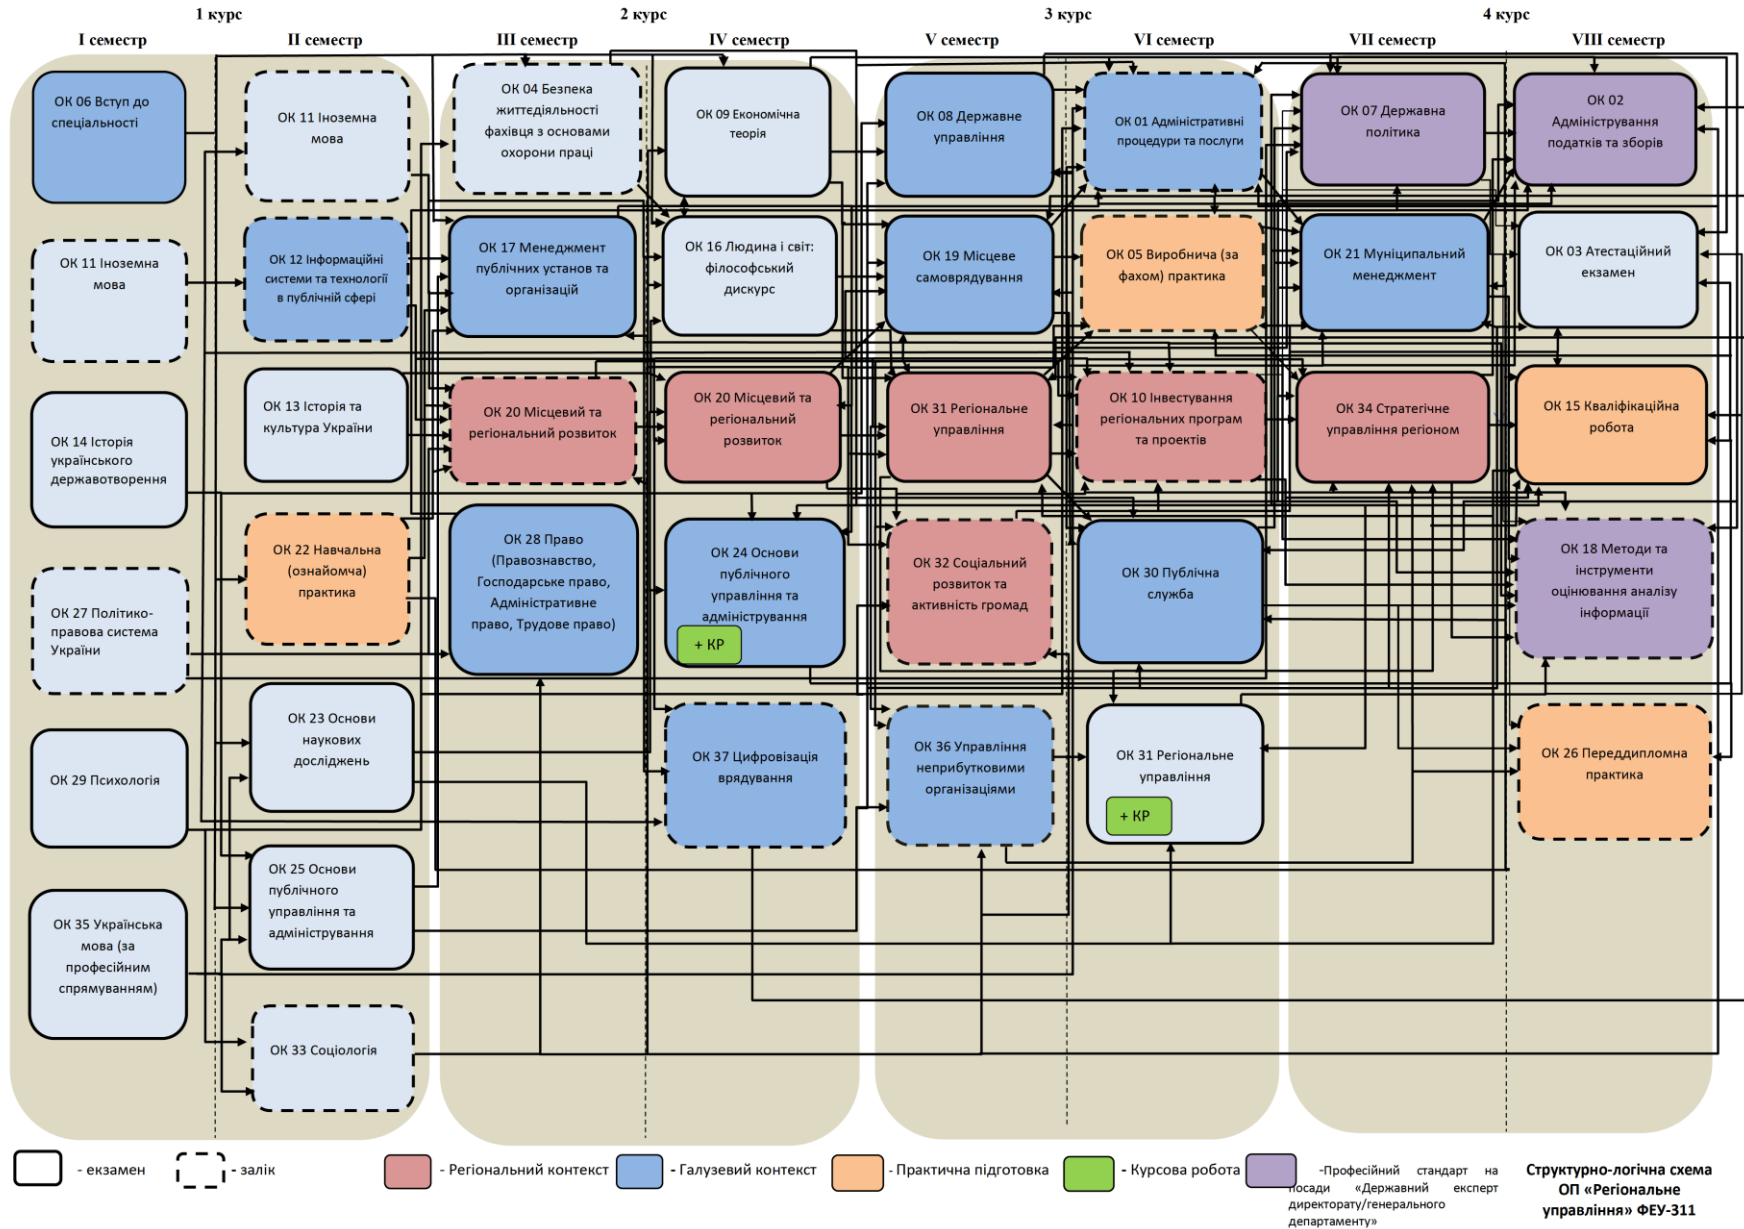 1 курс
2 курс
3 курс
4 курс
I семестр
II семестр
III семестр
IV семестр
V семестр
VI семестр
VII семестр
VIII семестр
ОК 06 Вступ до
спеціальності
ОК 11 Іноземна
мова
ОК 14 Історія
українського
державотворення
ОК 27 Політико-
правова система
України
ОК 29 Психологія
ОК 35 Українська
мова (за
професійним
спрямуванням)
ОК 11 Іноземна
мова
ОК 12 Інформаційні
системи та технології
в публічній сфері
ОК 13 Історія та
культура України
ОК 22 Навчальна
(ознайомча)
практика
ОК 23 Основи
наукових
досліджень
ОК 25 Основи
публічного
управління та
адміністрування
ОК 33 Соціологія
ОК 04 Безпека
життєдіяльності
фахівця з основами
охорони праці
ОК 17 Менеджмент
публічних установ та
організацій
ОК 20 Місцевий та
регіональний розвиток
ОК 28 Право
(Правознавство,
Господарське право,
Адміністративне
право, Трудове право)
ОК 09 Економічна
теорія
ОК 16 Людина і світ:
філософський
дискурс
ОК 20 Місцевий та
регіональний
розвиток
ОК 24 Основи
публічного
управління та
адміністрування
+ КР
ОК 37 Цифровізація
врядування
ОК 08 Державне
управління
ОК 19 Місцеве
самоврядування
ОК 31 Регіональне
управління
ОК 32 Соціальний
розвиток та
активність громад
ОК 36 Управління
неприбутковими
організаціями
ОК 01 Адміністративні
процедури та послуги
ОК 05 Виробнича (за
фахом) практика
ОК 10 Інвестування
регіональних програм
та проектів
ОК 30 Публічна
служба
ОК 31 Регіональне
управління
+ КР
ОК 07 Державна
політика
ОК 21 Муніципальний
менеджмент
ОК 34 Стратегічне
управління регіоном
ОК 02
Адміністрування
податків та зборів
ОК 03 Атестаційний
екзамен
ОК 15 Кваліфікаційна
робота
ОК 18 Методи та
інструменти
оцінювання аналізу
інформації
ОК 26 Переддипломна
практика
- екзамен
- залік
- Регіональний контекст
- Галузевий контекст
- Практична підготовка
- Курсова робота
-Професійний стандарт на
посади «Державний експерт
директорату/генерального
департаменту»
Структурно-логічна схема
ОП «Регіональне
управління» ФЕУ-311